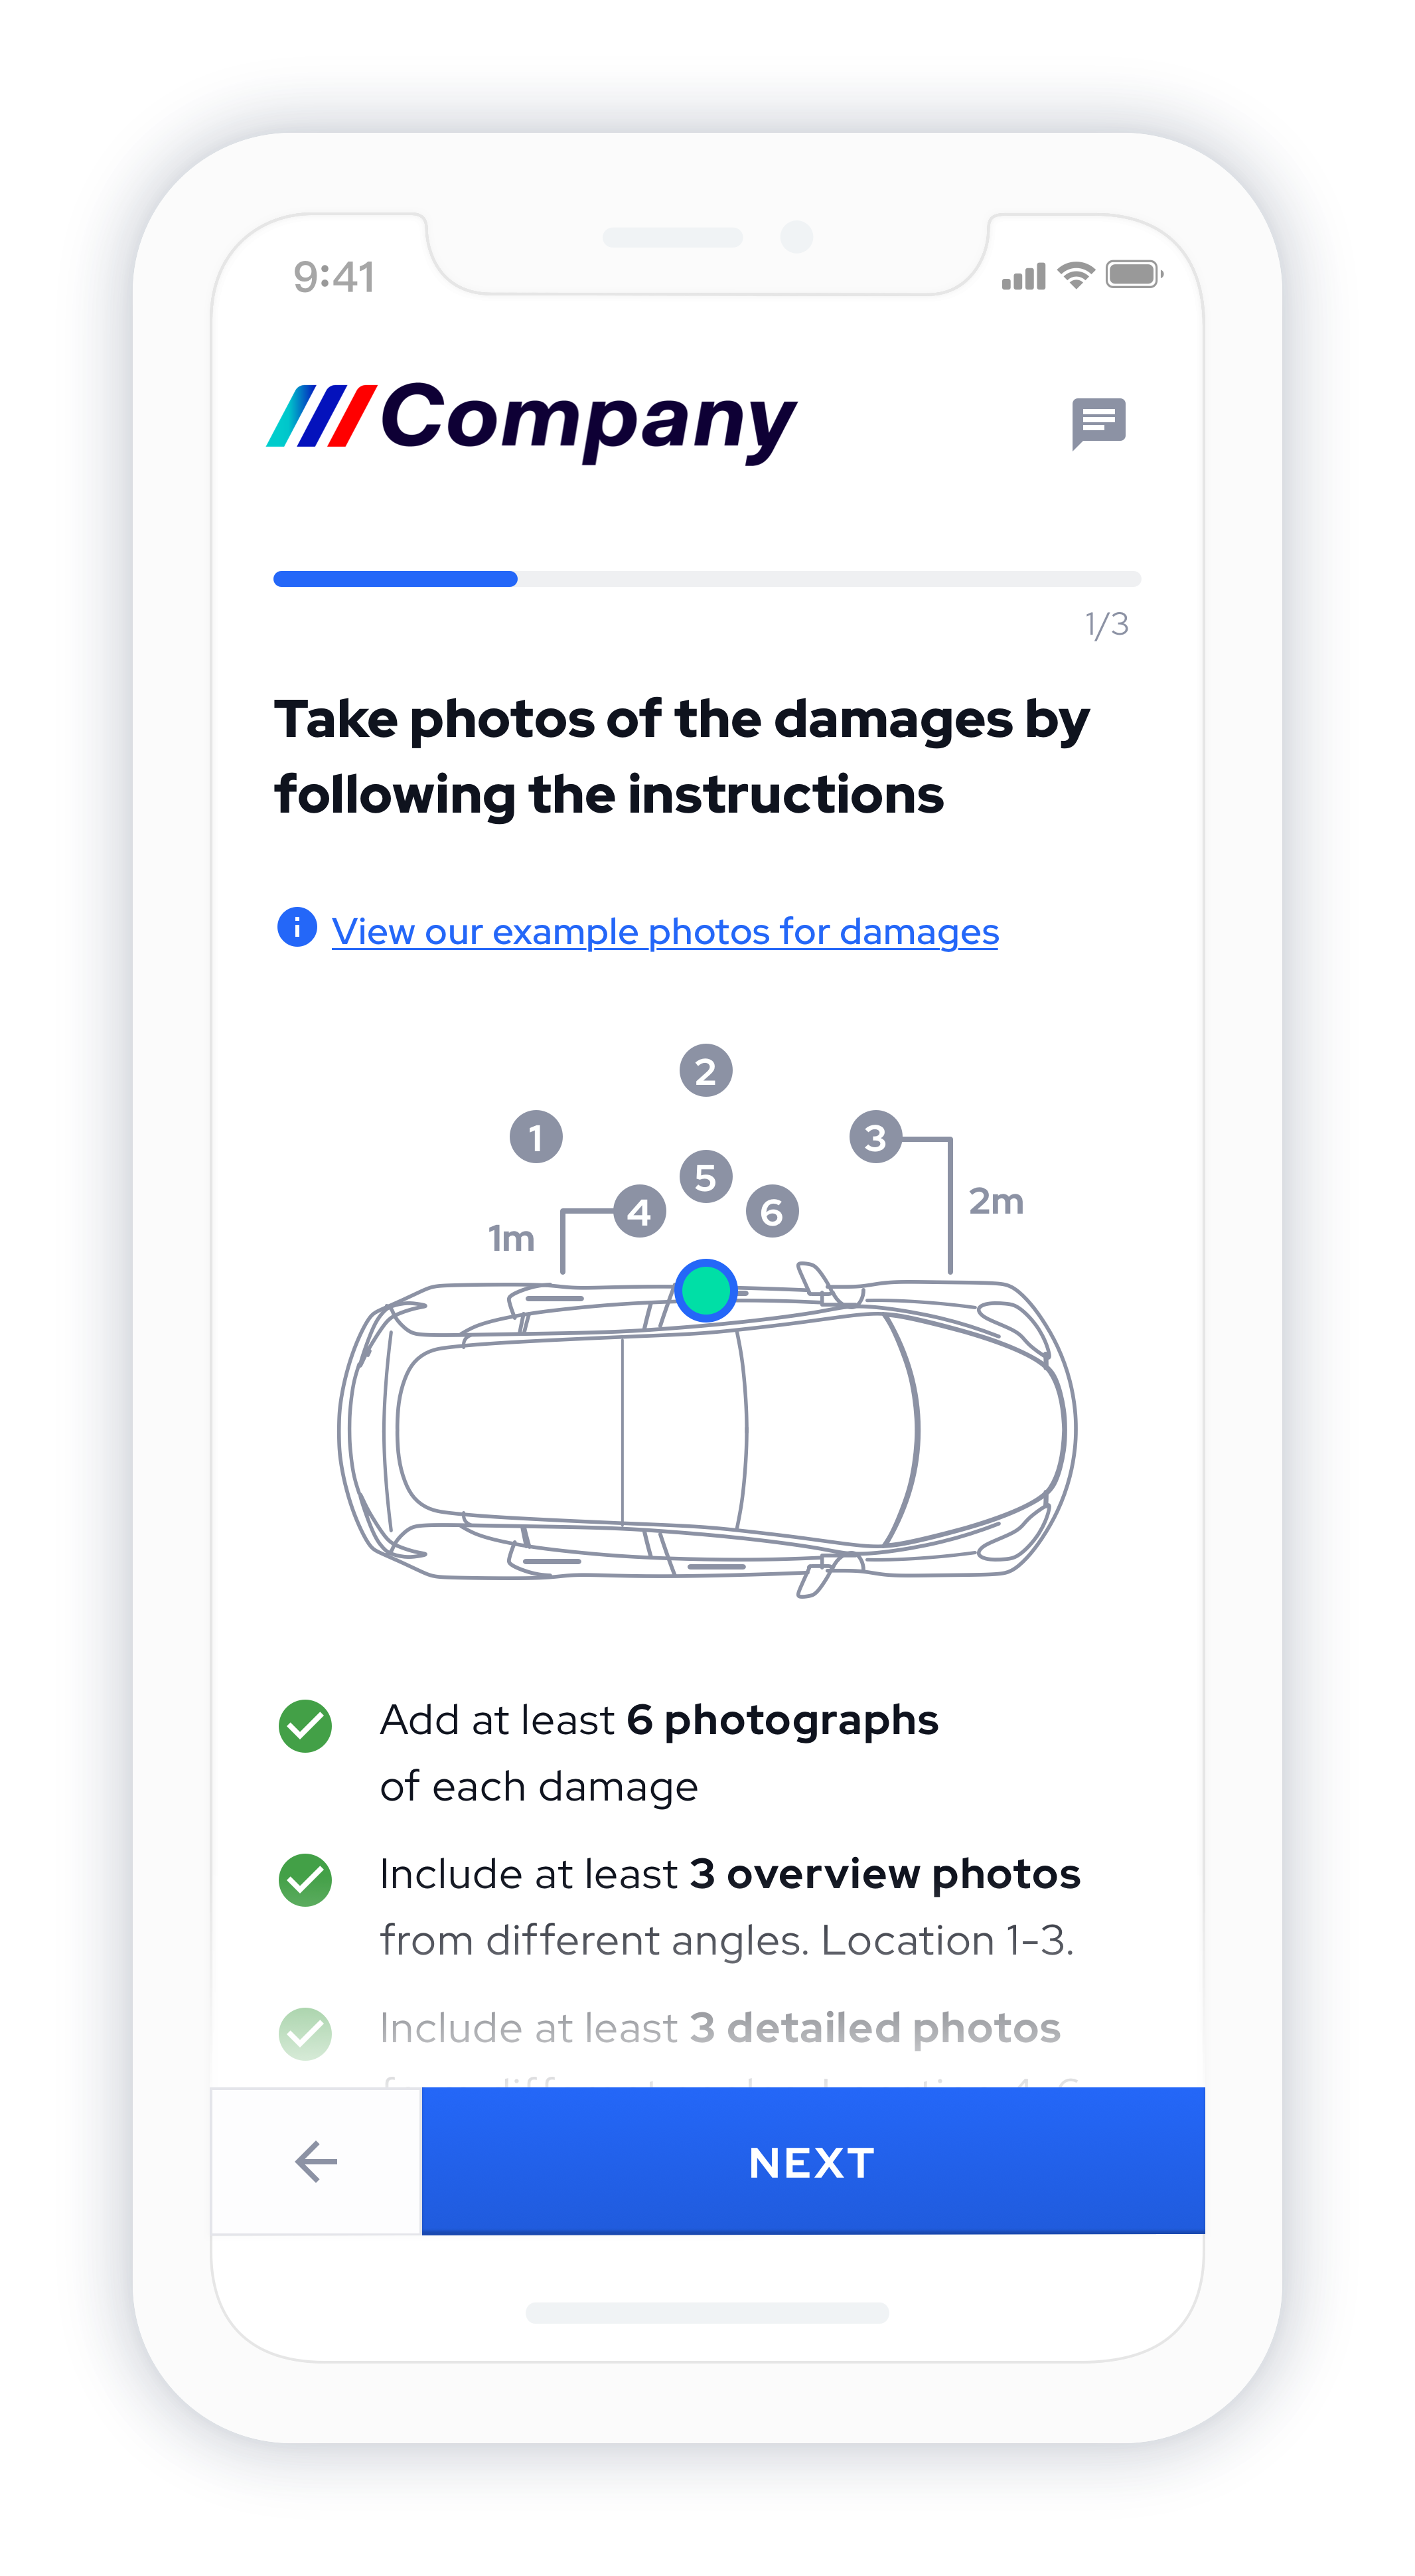 9:41
Company
1/3
Take photos of the damages by
following the instructions
i View our example photos for damages
2
1
3
5
4
6
2m
1m
Add at least 6 photographs
of each damage
Include at least 3 overview photos
from different angles. Location 1-3.
Include at least 3 detailed photos
NEXT